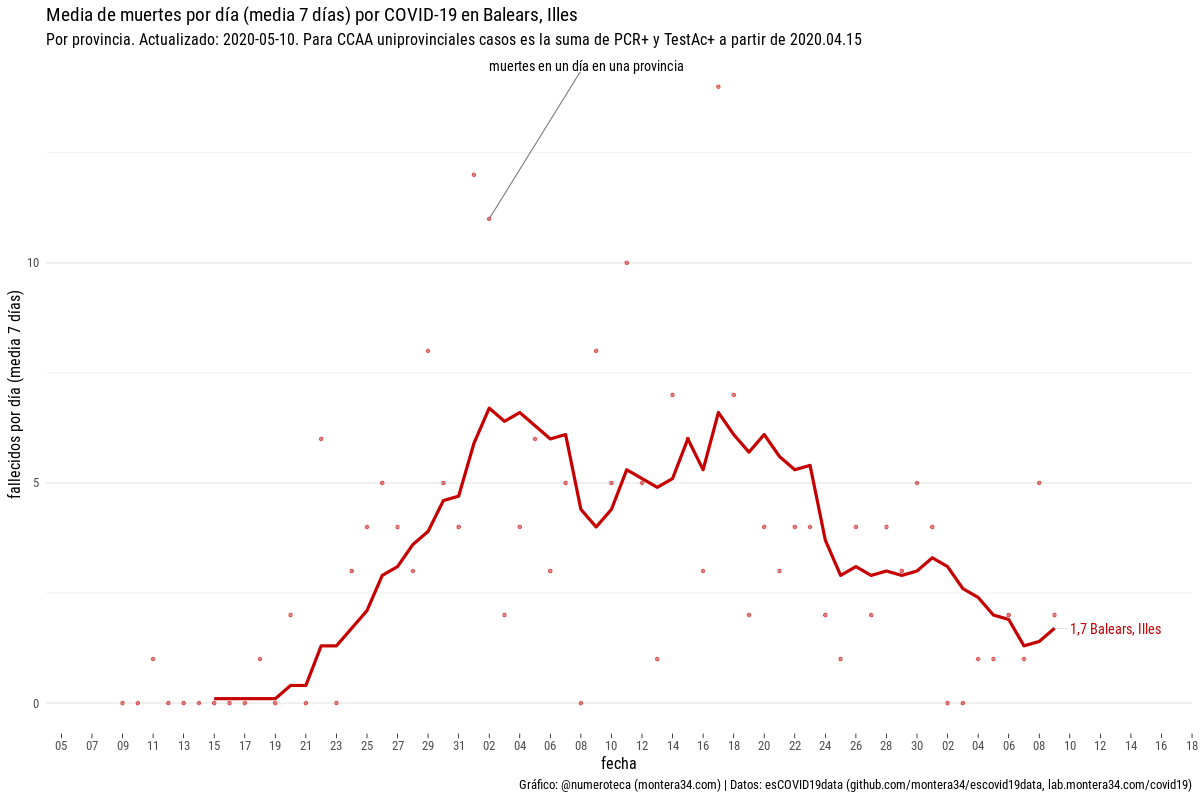 Media de muertes por día (media 7 días) por COVID-19 en Balears, Illes
Por provincia. Actualizado: 2020-05-10. Para CCAA uniprovinciales casos es la suma de PCR+ y TestAc+ a partir de 2020.04.15
muertes en un día en una provincia
fallecidos por día (media 7 días)
10
5
0
1,7 Balears, Illes
05 07 09 11 13 15 17 19 21 23 25 27 29 31 02 04 06 08 10 12 14 16 18 20 22 24 26 28 30 02 04 06 08 10 12 14 16 18
fecha
Gráfico: @numeroteca (montera34.com) | Datos: esCOVID19data (github.com/montera34/escovid19data, lab.montera34.com/covid19)